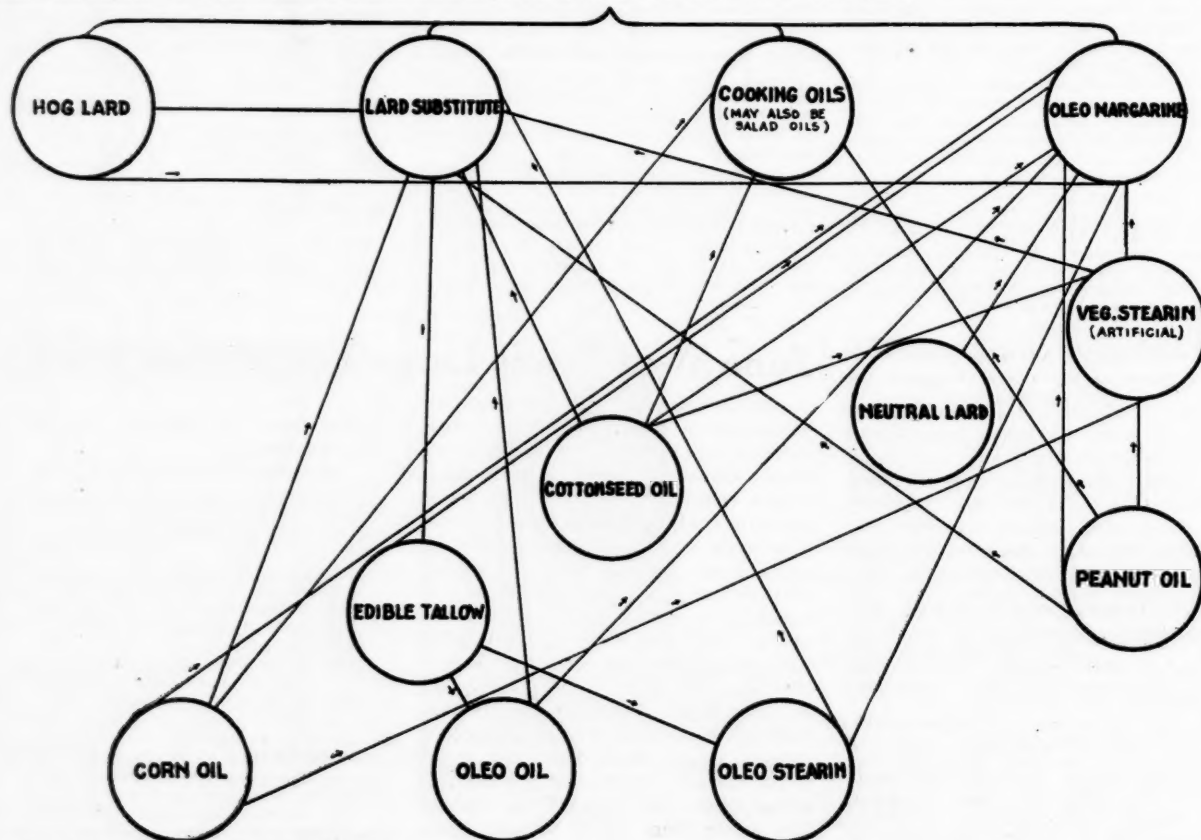 HOG LARD
LARD SUBSTITUTE
COOKING OILS
(MAY ALSO BE
SALAD OILS)
OLEO MARGARINE
VEG. STEARIN
(ARTIFICIAL)
NEUTRAL LARD
COTTONSEED OIL
PEANUT OIL
EDIBLE TALLOW
CORN OIL
OLEO OIL
OLEO STEARIN